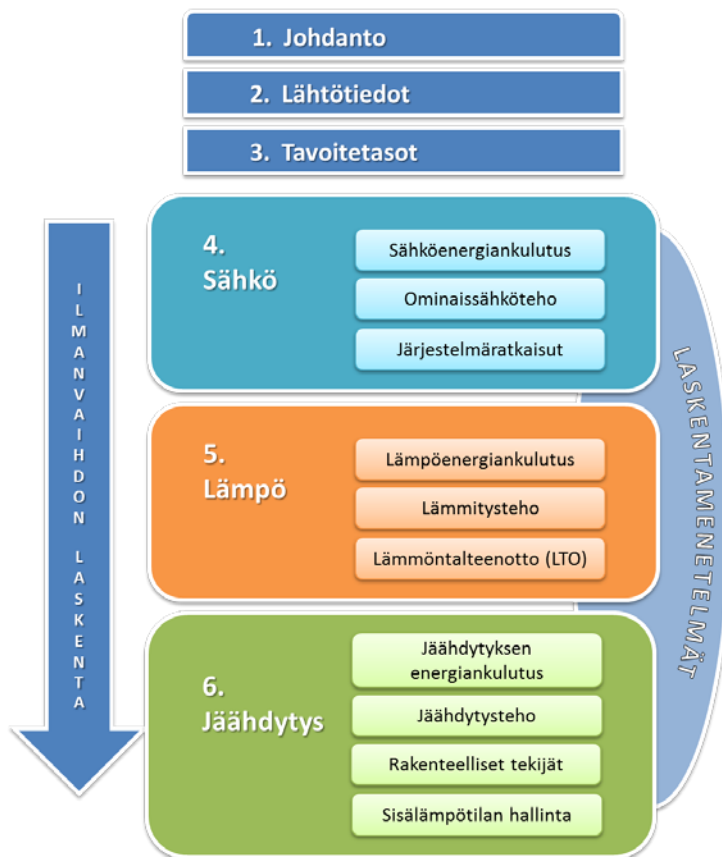 1. Johdanto
2. Lähtötiedot
3. Tavoitetasot
ILMANVAIHDON LASKENTA
4.
Sähkö
Sähköenergiankulutus
Ominaissähköteho
Järjestelmäratkaisut
5.
Lämpö
Lämpöenergiankulutus
Lämmitysteho
Lämmöntalteenotto (LTO)
6.
Jäähdytys
Jäähdytyksen
energiankulutus
Jäähdytysteho
Rakenteelliset tekijät
Sisälämpötilan hallinta
LASKENTAMENETELMÄT